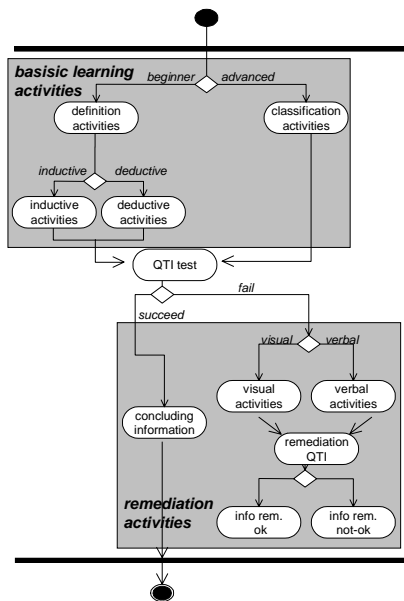 basisic learning
activities
beginner
advanced
definition
activities
classification
activities
inductive
deductive
inductive
activities
deductive
activities
QTI test
fail
succeed
visual
verbal
visual
activities
verbal
activities
concluding
information
remediation
QTI
remediation
activities
info rem.
ok
info rem.
not-ok